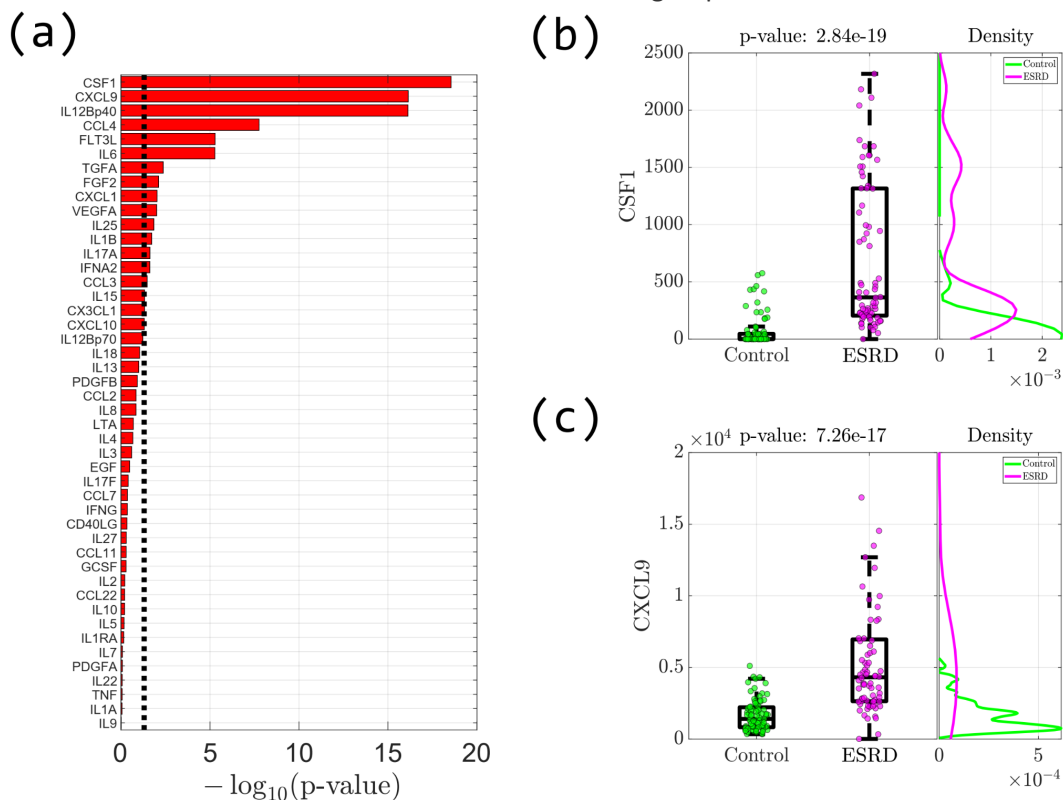 (a)
CSF1
CXCL9
IL12Bp40
CCL4
FLT3L
IL6
TGFA
FGF2
CXCL1
VEGFA
IL25
IL1B
IL17A
IFNA2
CCL3
IL15
CX3CL1
CXCL10
IL12Bp70
IL18
IL13
PDGFB
CCL2
IL8
LTA
IL4
IL3
EGF
IL17F
CCL7
IFNG
CD40LG
IL27
CCL11
GCSF
IL2
CCL22
IL10
IL5
IL1RA
IL7
PDGFA
IL22
TNF
IL1A
IL9
0 5 10 15 20
− log10(p-value)
(b)
p-value: 2.84e-19
Density
Control
ESRD
2500
2000
1500
1000
500
0
CSF1
Control ESRD
0 1 2
×10−3
(c)
×10^4 p-value: 7.26e-17
Density
Control
ESRD
2
1.5
1
0.5
0
CXCL9
Control ESRD
0 5
×10−4